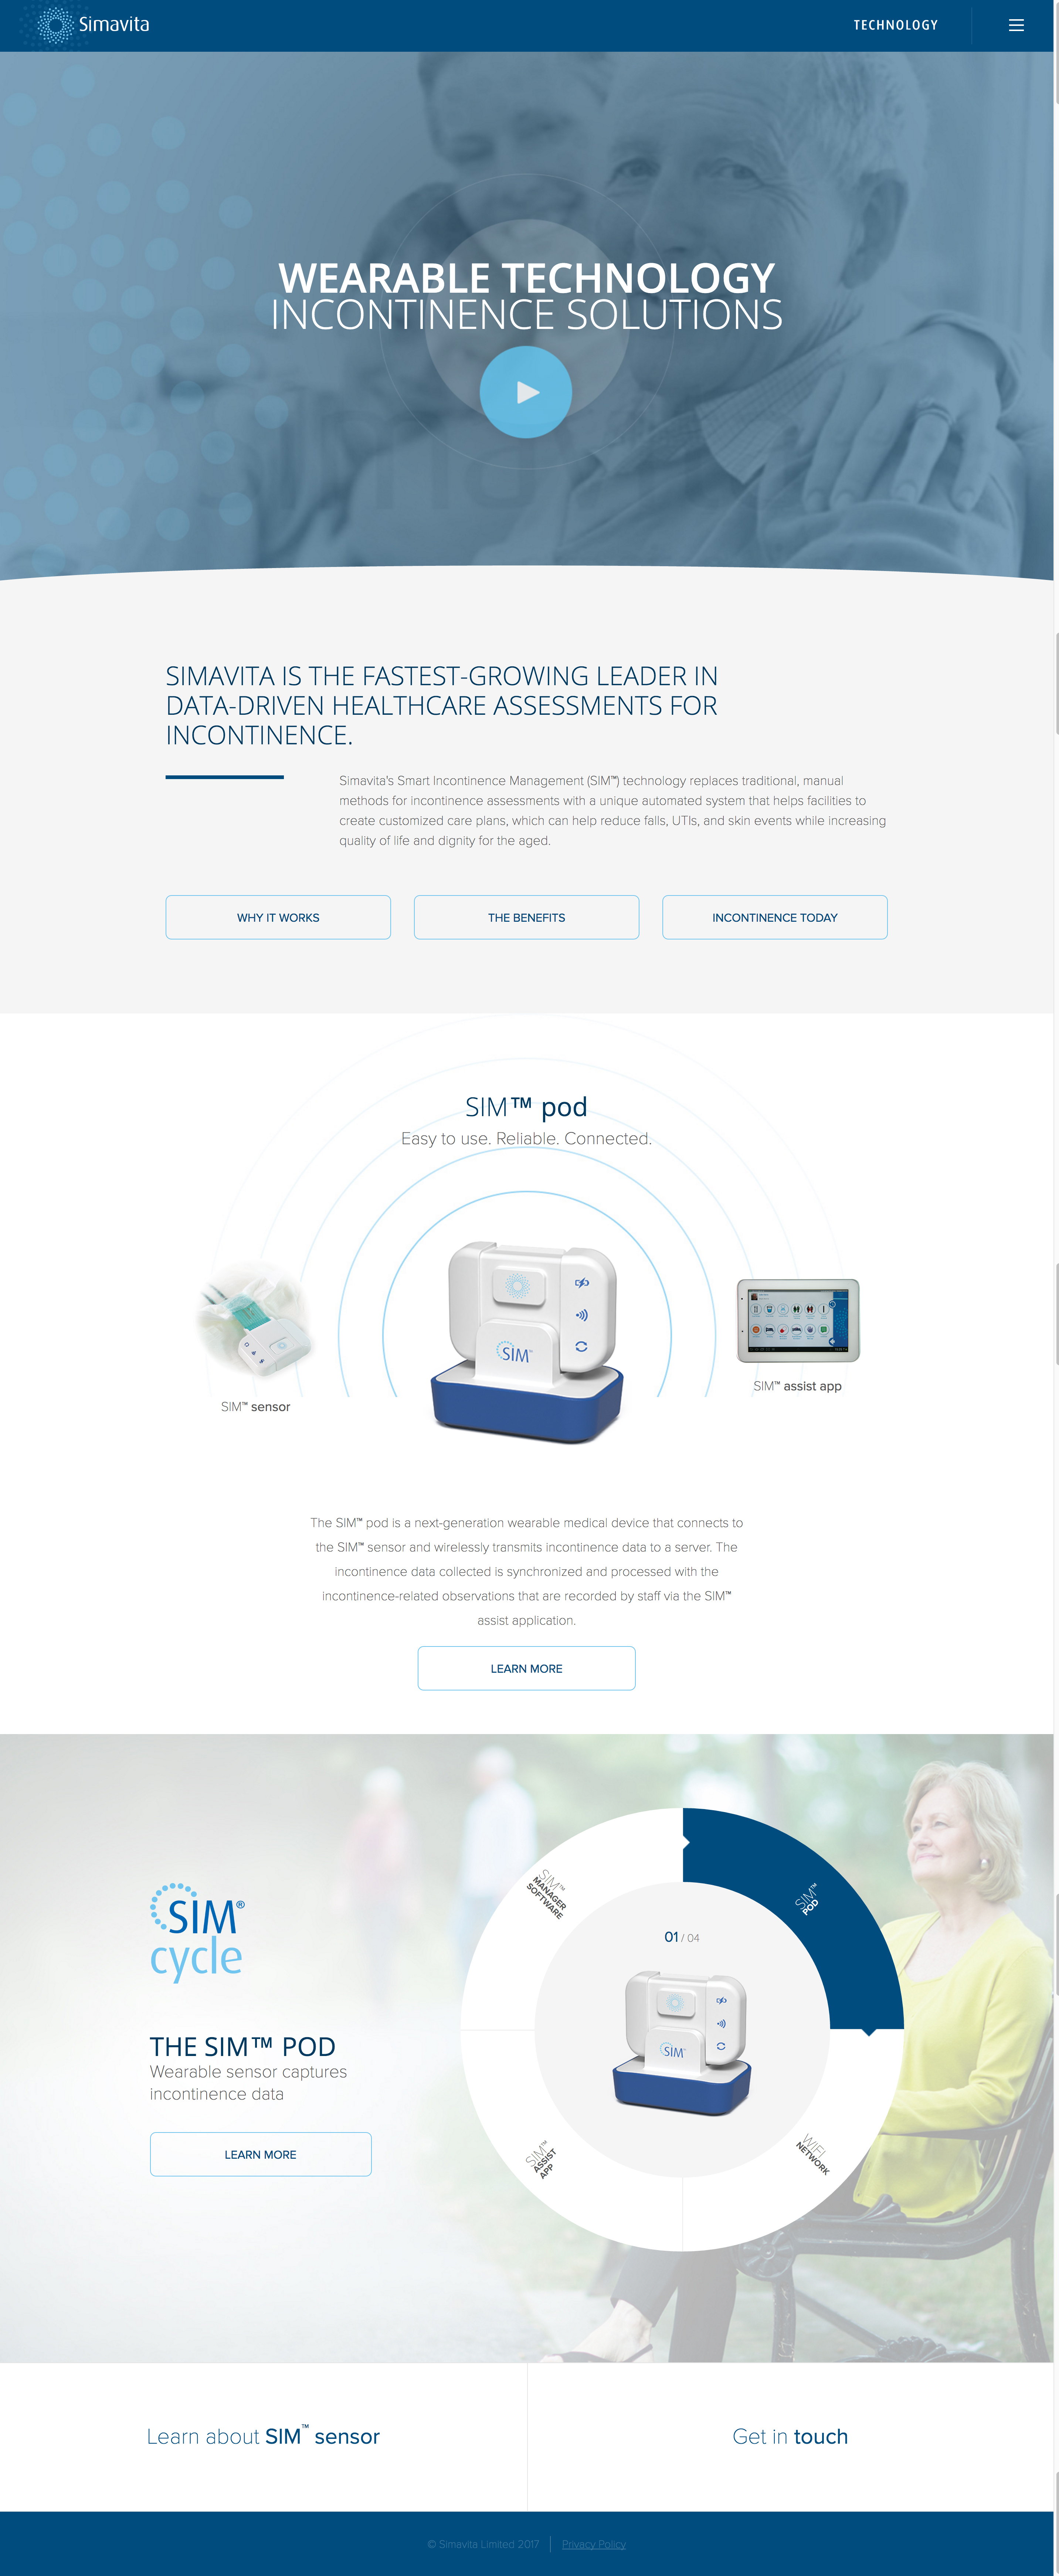 Simavita
TECHNOLOGY
WEARABLE TECHNOLOGY
INCONTINENCE SOLUTIONS
SIMAVITA IS THE FASTEST-GROWING LEADER IN
DATA-DRIVEN HEALTHCARE ASSESSMENTS FOR
INCONTINENCE.
Simavita's Smart Incontinence Management (SIM™) technology replaces traditional, manual
methods for incontinence assessments with a unique automated system that helps facilities to
create customized care plans, which can help reduce falls, UTIs, and skin events while increasing
quality of life and dignity for the aged.
WHY IT WORKS
THE BENEFITS
INCONTINENCE TODAY
SIM™ pod
Easy to use. Reliable. Connected.
SIM™
SIM™ sensor
SIM™ assist app
The SIM™ pod is a next-generation wearable medical device that connects to
the SIM™ sensor and wirelessly transmits incontinence data to a server. The
incontinence data collected is synchronized and processed with the
incontinence-related observations that are recorded by staff via the SIM™
assist application.
LEARN MORE
SIM®
cycle
THE SIM™ POD
Wearable sensor captures
incontinence data
LEARN MORE
SIM™
MANAGER
SOFTWARE
SIM™
POD
01 / 04
SIM™
SIM™
ASSIST
APP
WIFI
NETWORK
Learn about SIM™ sensor
Get in touch
© Simavita Limited 2017
Privacy Policy